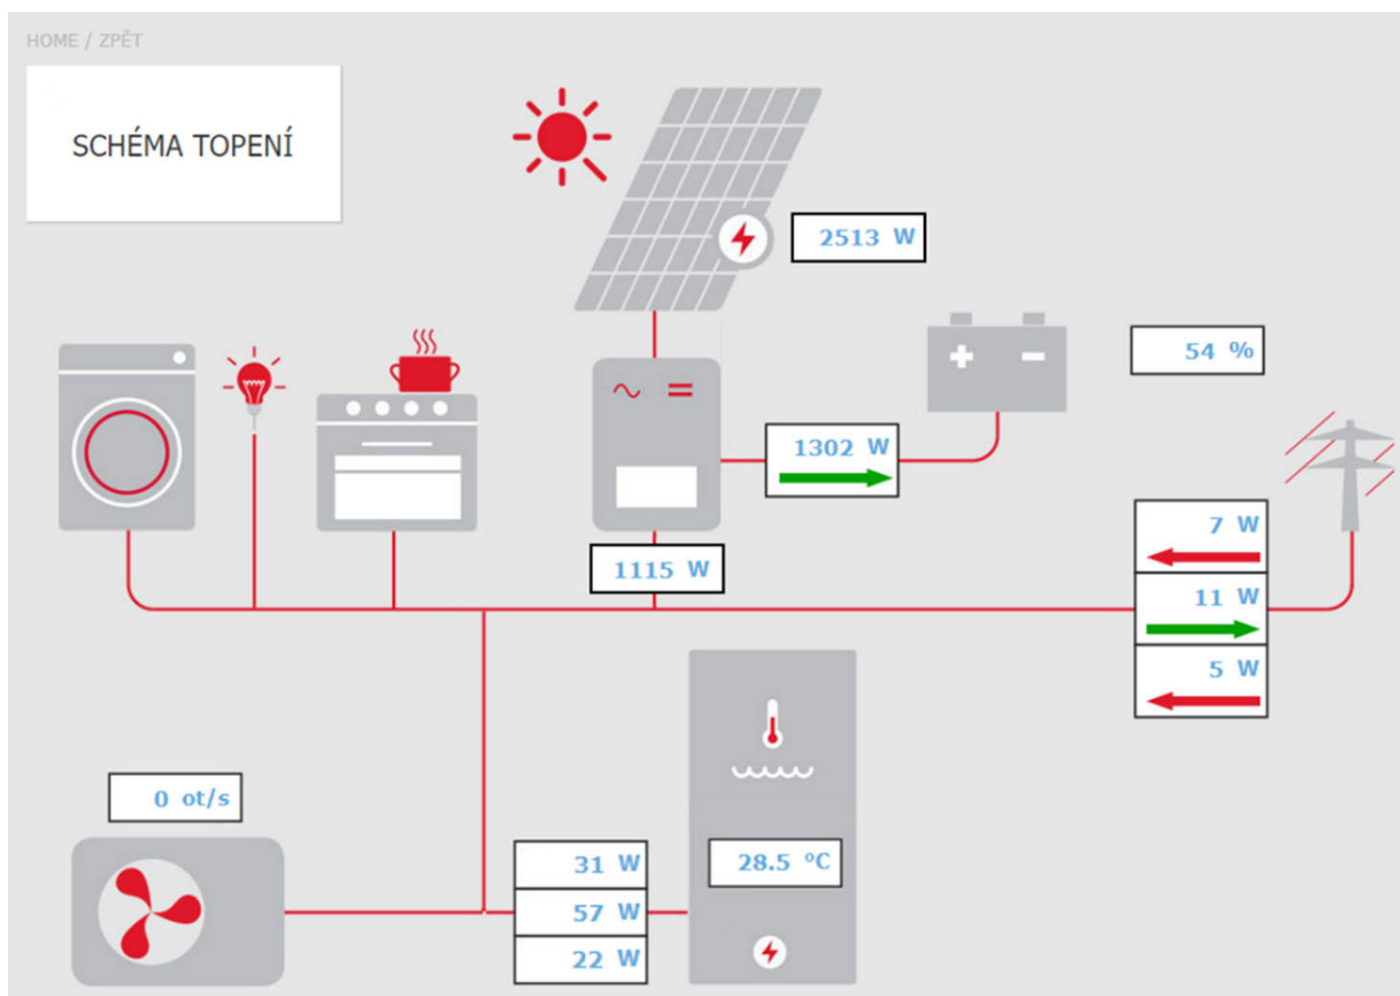 HOME / ZPĚT
SCHÉMA TOPENÍ
2513 W
54 %
1302 W
7 W
1115 W
11 W
5 W
0 ot/s
31 W
28.5 °C
57 W
22 W